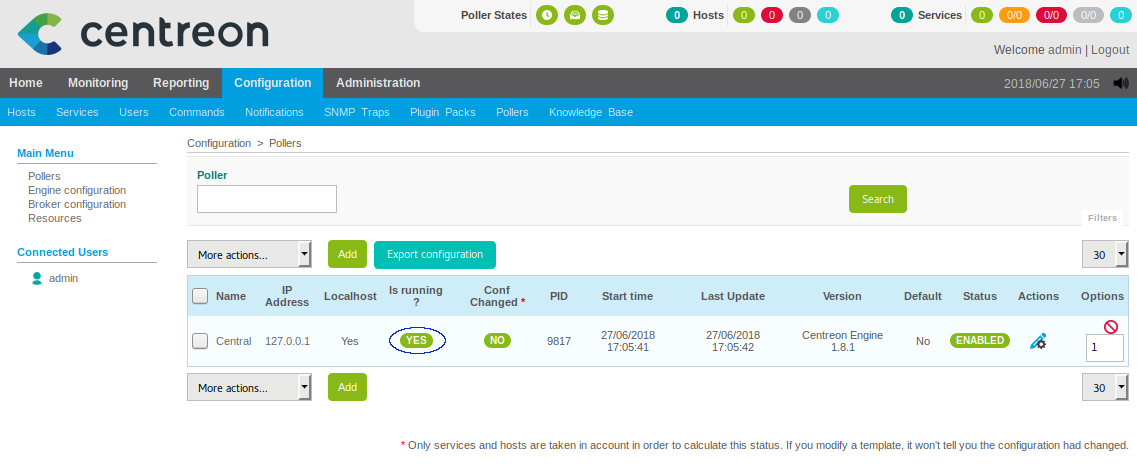 centreon
Poller States
0 Hosts 0 0 0 0
0 Services 0 0/0 0/0 0/0 0
Welcome admin | Logout
Home Monitoring Reporting Configuration Administration
2018/06/27 17:05
Hosts Services Users Commands Notifications SNMP Traps Plugin Packs Pollers Knowledge Base
Main Menu
Pollers
Engine configuration
Broker configuration
Resources
Connected Users
admin
Configuration > Pollers
Poller
Search
Filters
More actions... Add Export configuration 30
Name IP Address Localhost Is running ? Conf Changed * PID Start time Last Update Version Default Status Actions Options
Central 127.0.0.1 Yes YES NO 9817 27/06/2018 17:05:41 27/06/2018 17:05:42 Centreon Engine 1.8.1 No ENABLED 1
More actions... Add 30
* Only services and hosts are taken in account in order to calculate this status. If you modify a template, it won't tell you the configuration had changed.